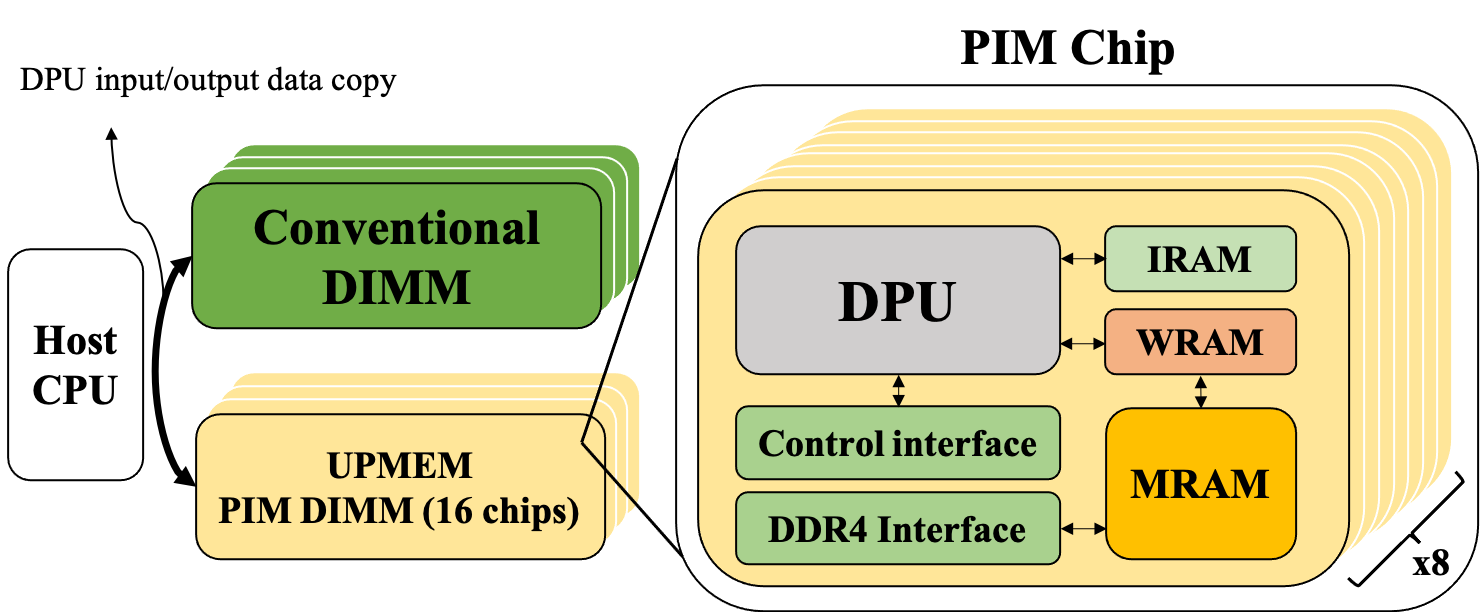 PIM Chip
DPU input/output data copy
Conventional
DIMM
Host
CPU
UPMEM
PIM DIMM (16 chips)
DPU
IRAM
WRAM
Control interface
MRAM
DDR4 Interface
x8